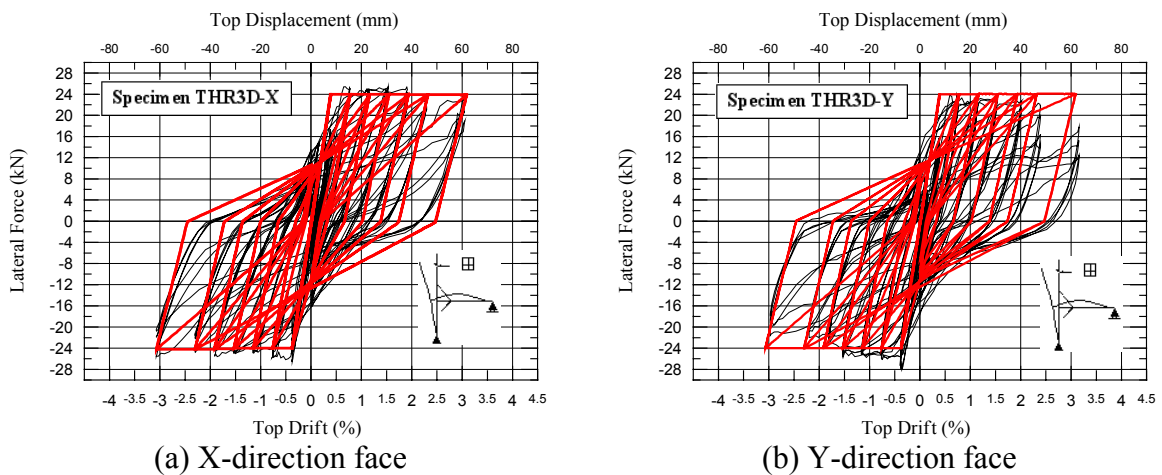 Top Displacement (mm)
-80 -60 -40 -20 0 20 40 60 80
28
24
20
16
12
8
4
0
-4
-8
-12
-16
-20
-24
-28
Lateral Force (kN)
Specimen THR3D-X
-4 -3.5 -3 -2.5 -2 -1.5 -1 -0.5 0 0.5 1 1.5 2 2.5 3 3.5 4 4.5
Top Drift (%)
(a) X-direction face
Top Displacement (mm)
-80 -60 -40 -20 0 20 40 60 80
28
24
20
16
12
8
4
0
-4
-8
-12
-16
-20
-24
-28
Lateral Force (kN)
Specimen THR3D-Y
-4 -3.5 -3 -2.5 -2 -1.5 -1 -0.5 0 0.5 1 1.5 2 2.5 3 3.5 4 4.5
Top Drift (%)
(b) Y-direction face